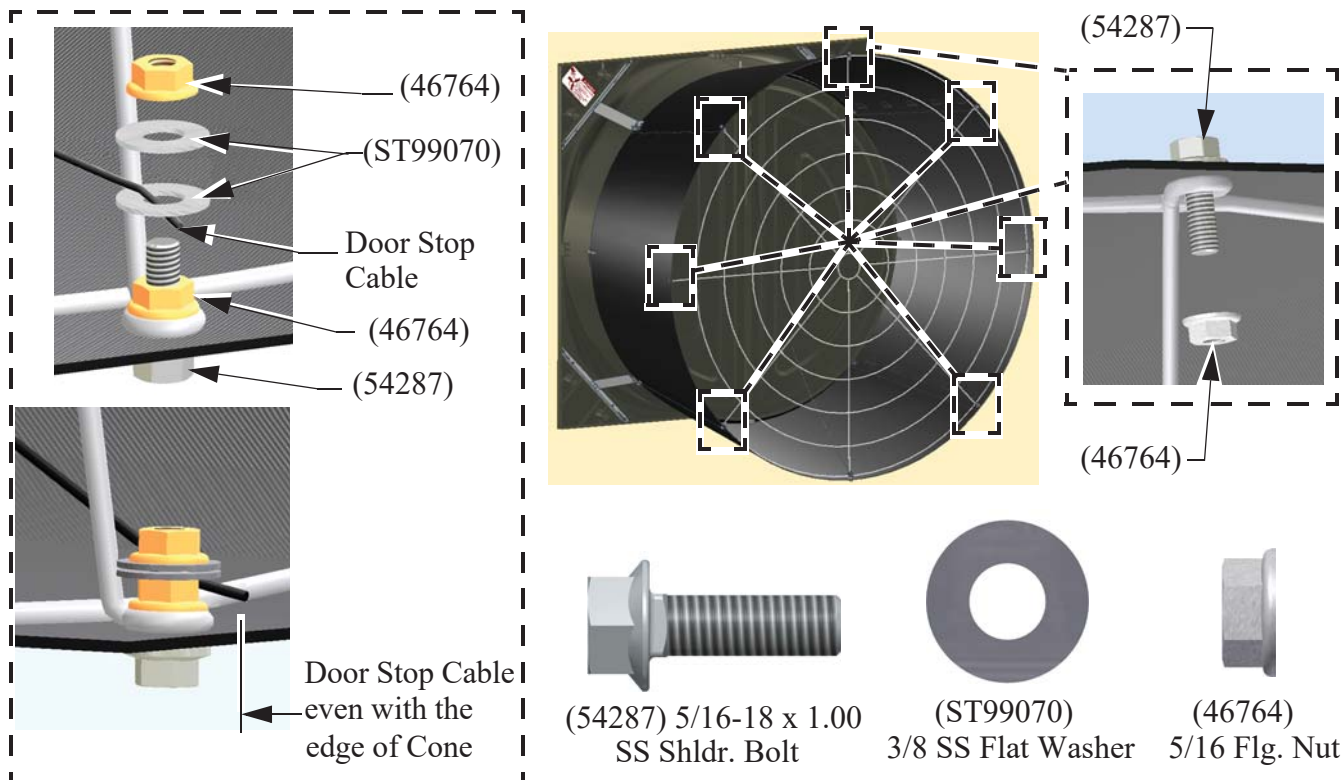 (46764)
(ST99070)
Door Stop
Cable
(46764)
(54287)
Door Stop Cable
even with the
edge of Cone
(54287)
(46764)
(54287) 5/16-18 x 1.00
SS Shldr. Bolt
(ST99070)
3/8 SS Flat Washer
(46764)
5/16 Flg. Nut